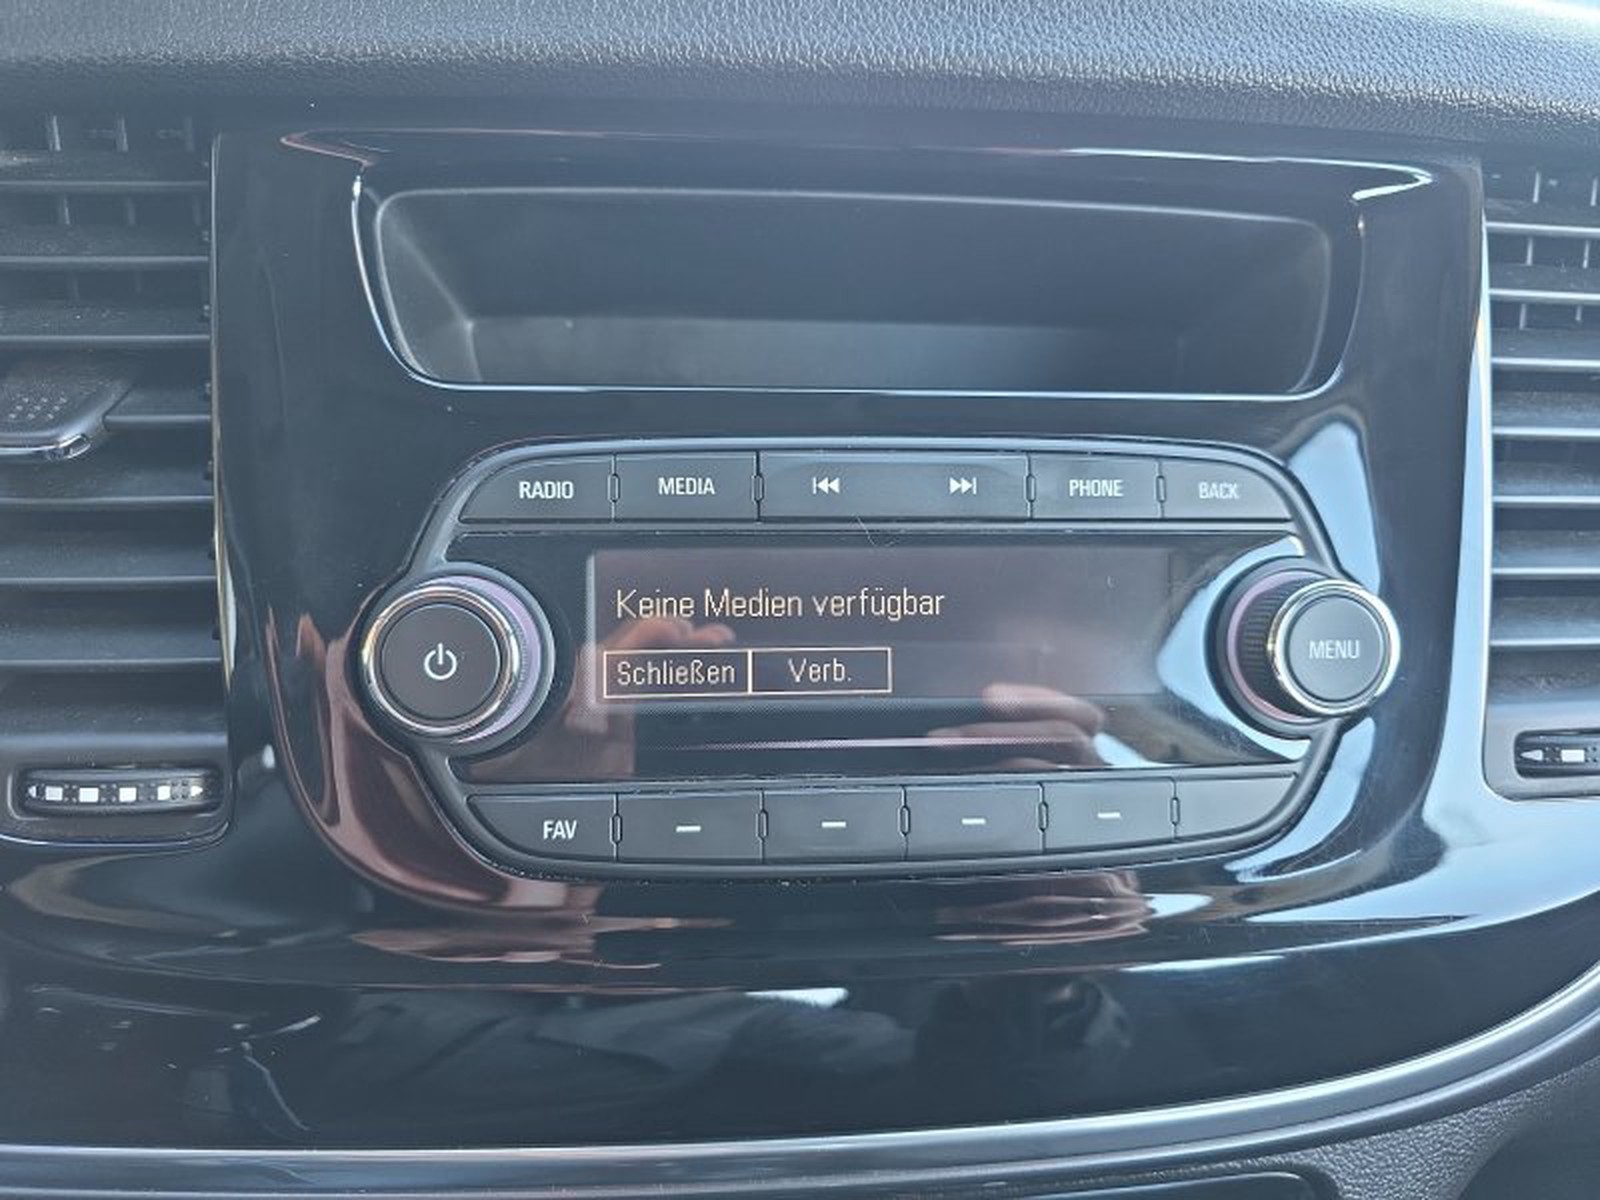 RADIO MEDIA PHONE BACK
Keine Medien verfügbar
Schließen Verb.
MENU
FAV